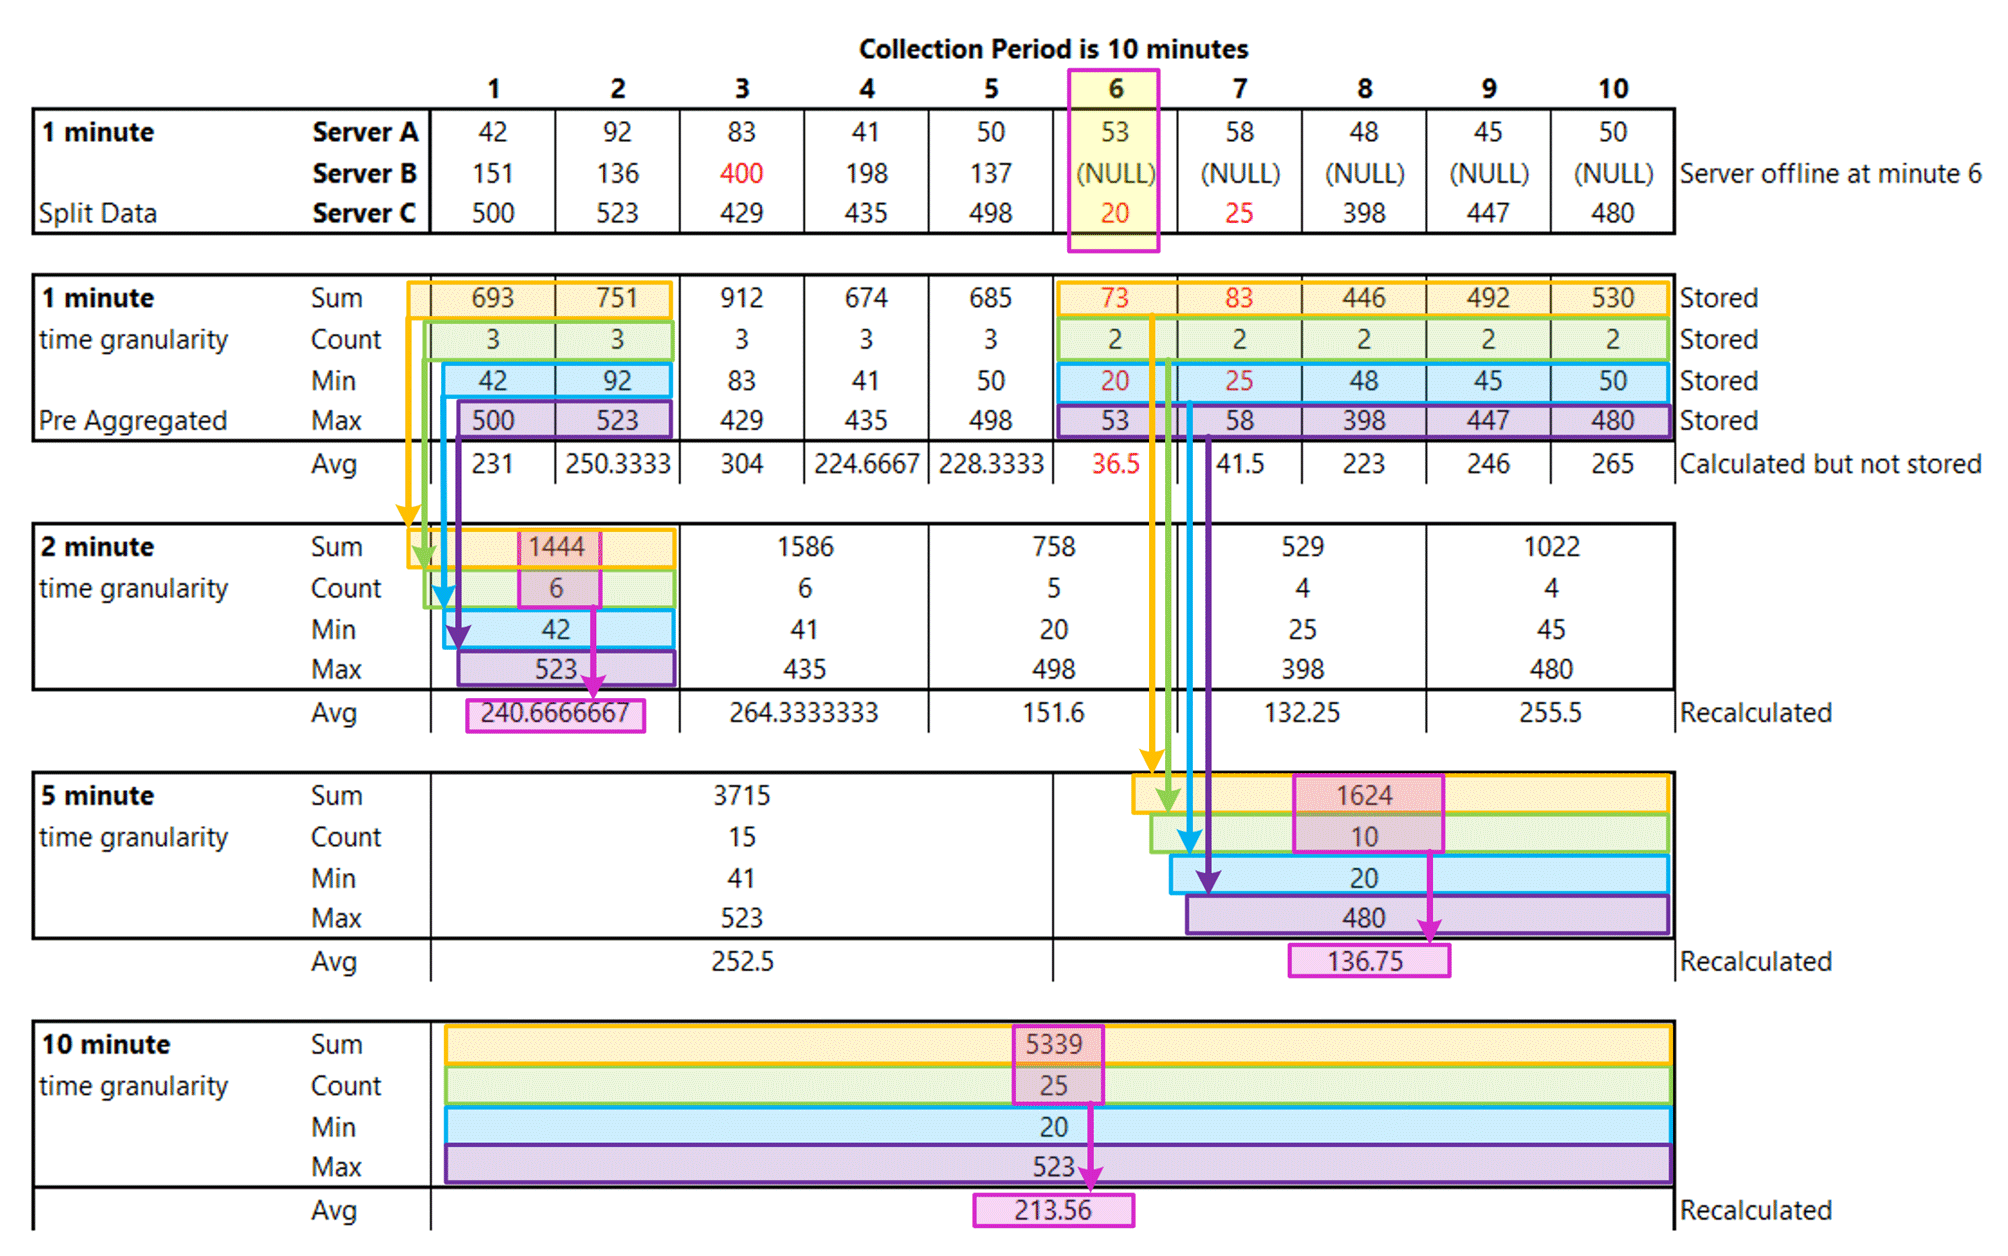 Collection Period is 10 minutes
1 2 3 4 5 6 7 8 9 10
1 minute Server A 42 92 83 41 50 53 58 48 45 50
Server B 151 136 400 198 137 (NULL) (NULL) (NULL) (NULL) (NULL) Server offline at minute 6
Split Data Server C 500 523 429 435 498 20 25 398 447 480
1 minute Sum 693 751 912 674 685 73 83 446 492 530 Stored
time granularity Count 3 3 3 3 3 2 2 2 2 2 Stored
Min 42 92 83 41 50 20 25 48 45 50 Stored
Pre Aggregated Max 500 523 429 435 498 53 58 398 447 480 Stored
Avg 231 250.3333 304 224.6667 228.3333 36.5 41.5 223 246 265 Calculated but not stored
2 minute Sum 1444 1586 758 529 1022
time granularity Count 6 6 5 4 4
Min 42 41 20 25 45
Max 523 435 498 398 480
Avg 240.6666667 264.3333333 151.6 132.25 255.5 Recalculated
5 minute Sum 3715 1624
time granularity Count 15 10
Min 41 20
Max 523 480
Avg 252.5 136.75 Recalculated
10 minute Sum 5339
time granularity Count 25
Min 20
Max 523
Avg 213.56 Recalculated